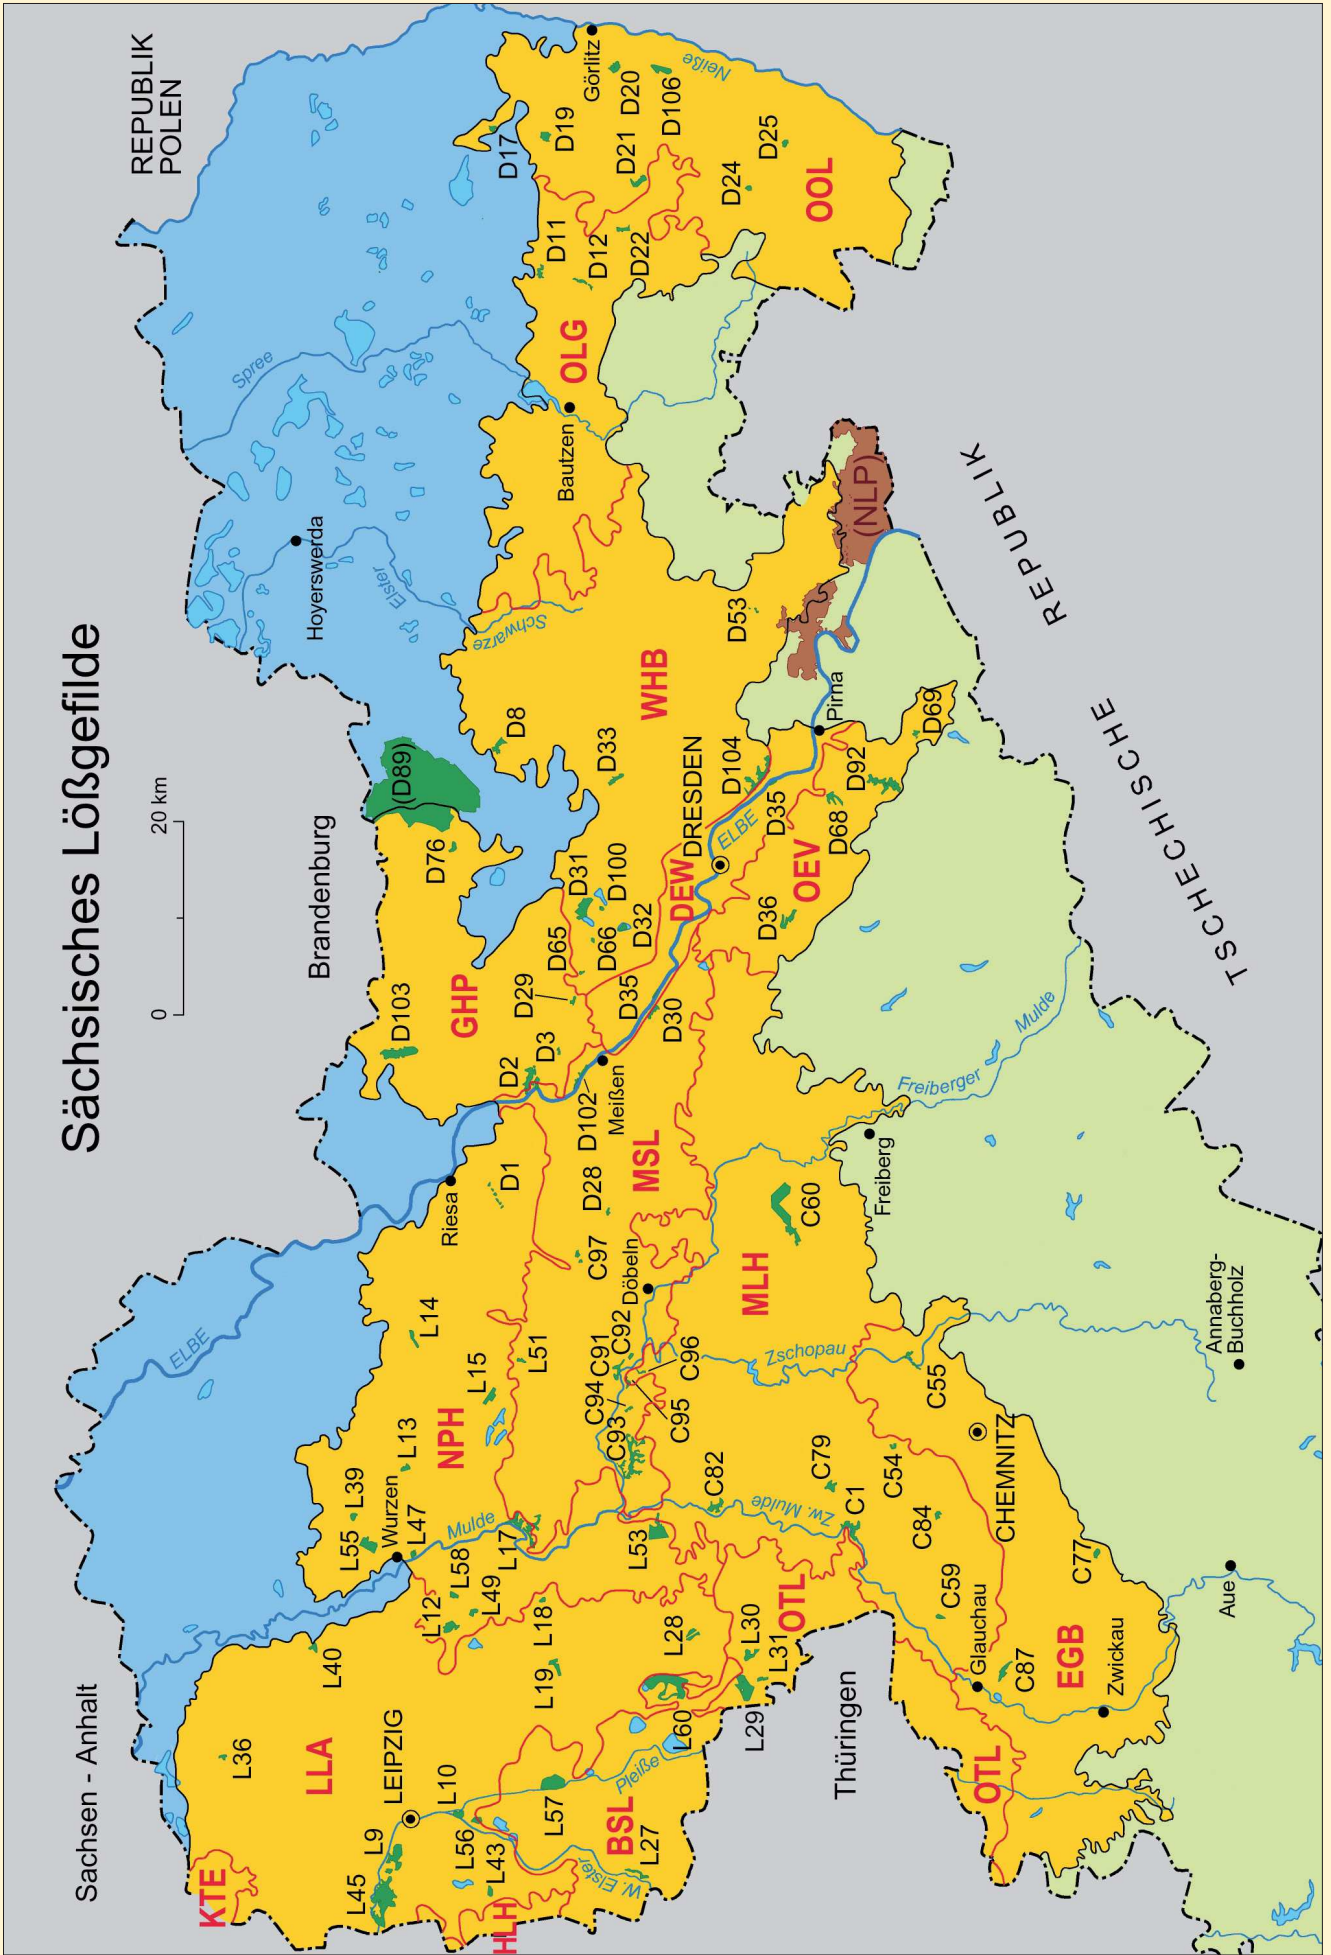 Sächsisches Lößgefilde
0
20 km
Sachsen - Anhalt
Brandenburg
REPUBLIK
POLEN
Thüringen
TSCHECHISCHE
REPUBLIK
KTE
LLA
HLH
BSL
NPH
OTL
OTL
EGB
MLH
MSL
GHP
DEW
OEV
WHB
OLG
OOL
(NLP)
(D89)
LEIPZIG
Wurzen
Riesa
Döbeln
Meißen
DRESDEN
Pirna
Hoyerswerda
Bautzen
Görlitz
Freiberg
CHEMNITZ
Glauchau
Zwickau
Aue
Annaberg-
Buchholz
ELBE
ELBE
Mulde
Zw. Mulde
Freiberger
Mulde
Zschopau
Pleiße
W. Elster
Schwarze
Elster
Spree
Neiße
L36
L40
L45
L9
L10
L56
L43
L57
L27
L60
L19
L18
L28
L29
L30
L31
L12
L58
L49
L47
L17
L53
L55
L39
L13
L14
L15
L51
C93
C94
C91
C92
C95
C96
C97
C82
C79
C1
C54
C84
C59
C87
C77
C55
C60
D1
D28
D102
D2
D3
D29
D103
D76
D65
D66
D31
D100
D32
D35
D30
D33
D8
D104
D35
D36
D68
D92
D69
D53
D11
D12
D22
D17
D19
D21
D20
D106
D24
D25